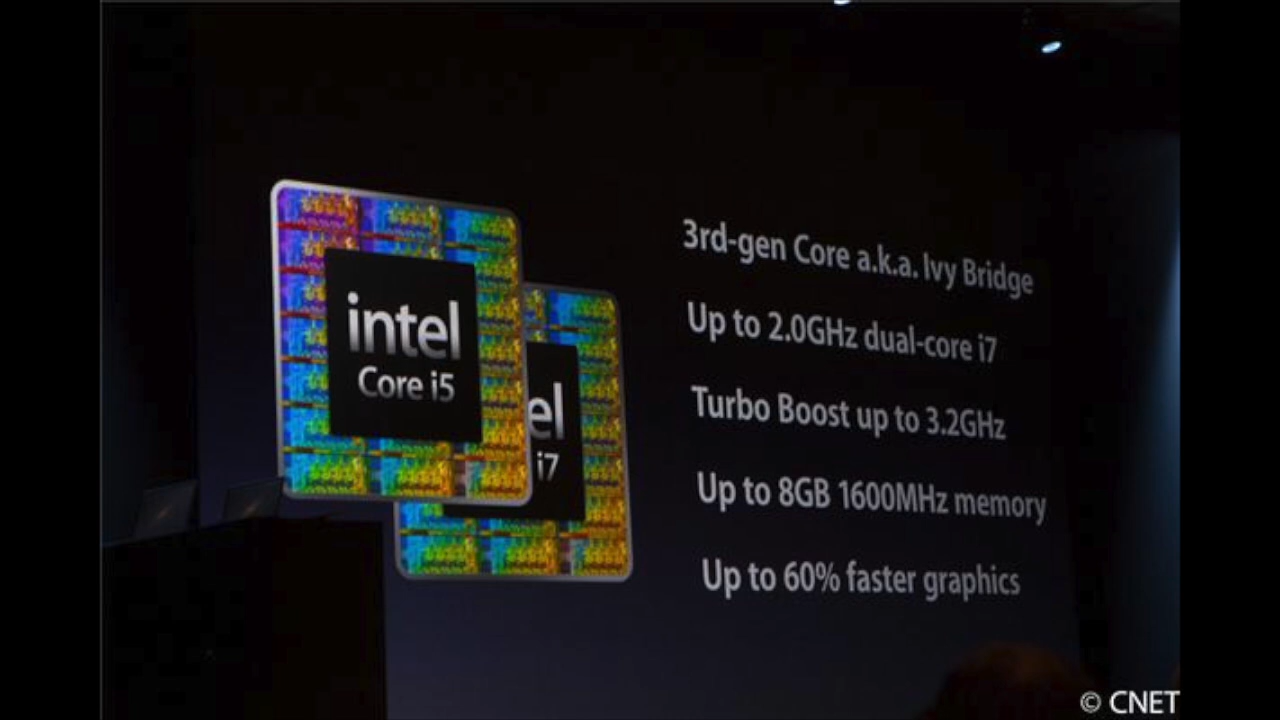 intel
Core i5
el
i7
3rd-gen Core a.k.a. Ivy Bridge
Up to 2.0GHz dual-core i7
Turbo Boost up to 3.2GHz
Up to 8GB 1600MHz memory
Up to 60% faster graphics
© CNET